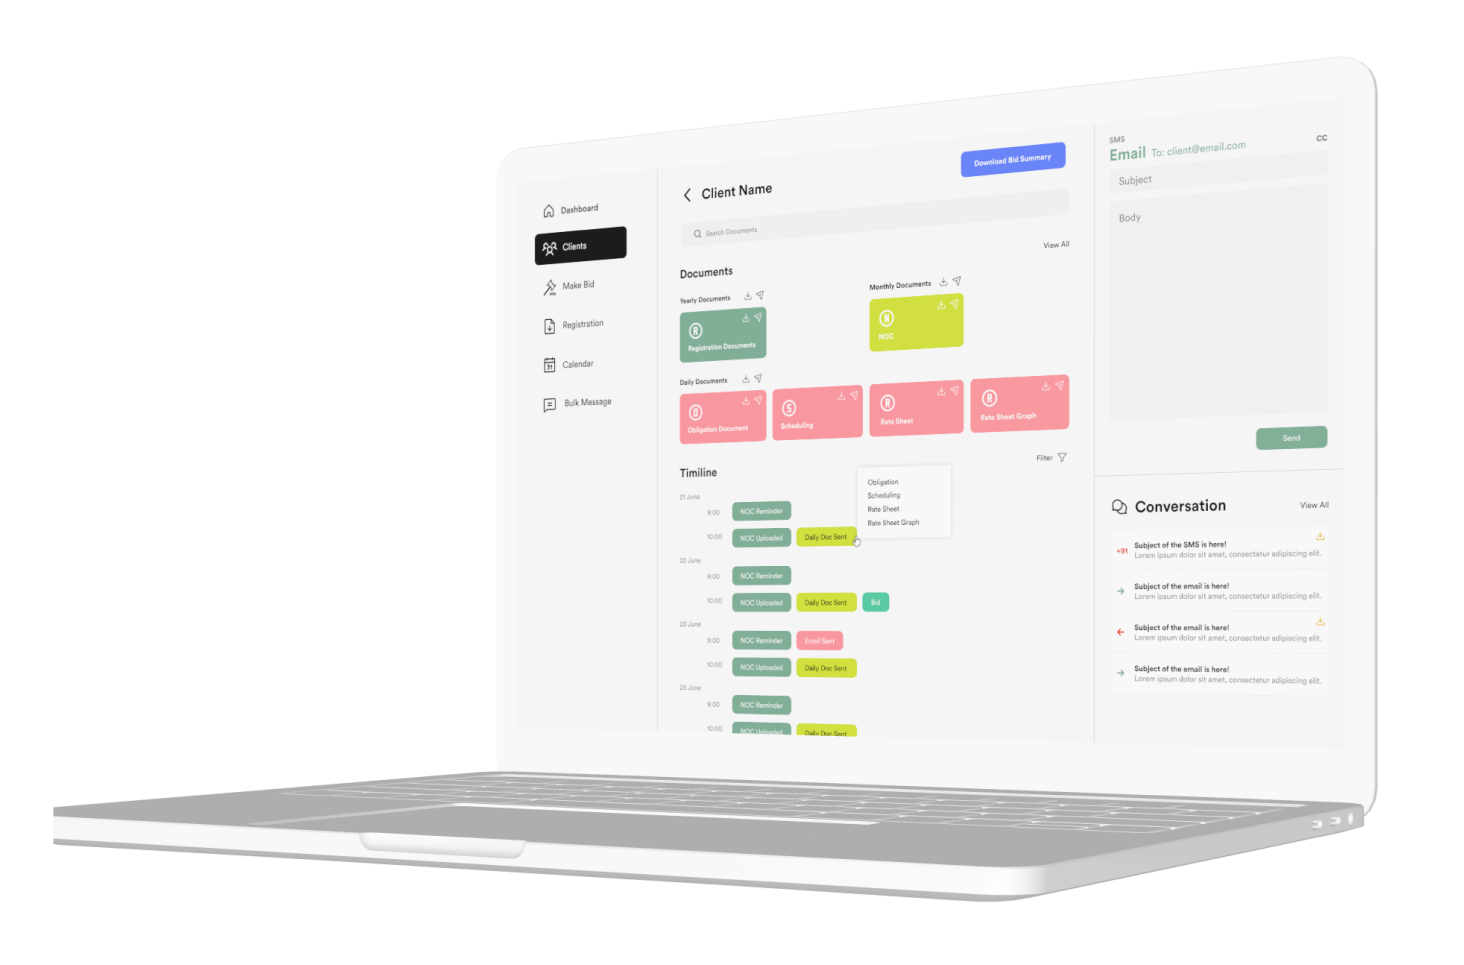 Dashboard
Clients
Make Bid
Registration
31
Calendar
Bulk Message
Client Name
Download Bid Summary
Search Documents
View All
Documents
Yearly Documents
Monthly Documents
R
Registration Documents
N
NOC
Daily Documents
O
Obligation Document
S
Scheduling
R
Rate Sheet
R
Rate Sheet Graph
Timiline
Filter
21 June
9:00 NOC Reminder
10:00 NOC Uploaded Daily Doc Sent
Obligation
Scheduling
Rate Sheet
Rate Sheet Graph
22 June
9:00 NOC Reminder
10:00 NOC Uploaded Daily Doc Sent Bid
23 June
9:00 NOC Reminder Email Sent
10:00 NOC Uploaded Daily Doc Sent
23 June
9:00 NOC Reminder
10:00 NOC Uploaded Daily Doc Sent
SMS
CC
Email To: client@email.com
Subject
Body
Send
Conversation View All
+91 Subject of the SMS is here!
Lorem ipsum dolor sit amet, consectetur adipiscing elit.
Subject of the email is here!
Lorem ipsum dolor sit amet, consectetur adipiscing elit.
Subject of the email is here!
Lorem ipsum dolor sit amet, consectetur adipiscing elit.
Subject of the email is here!
Lorem ipsum dolor sit amet, consectetur adipiscing elit.